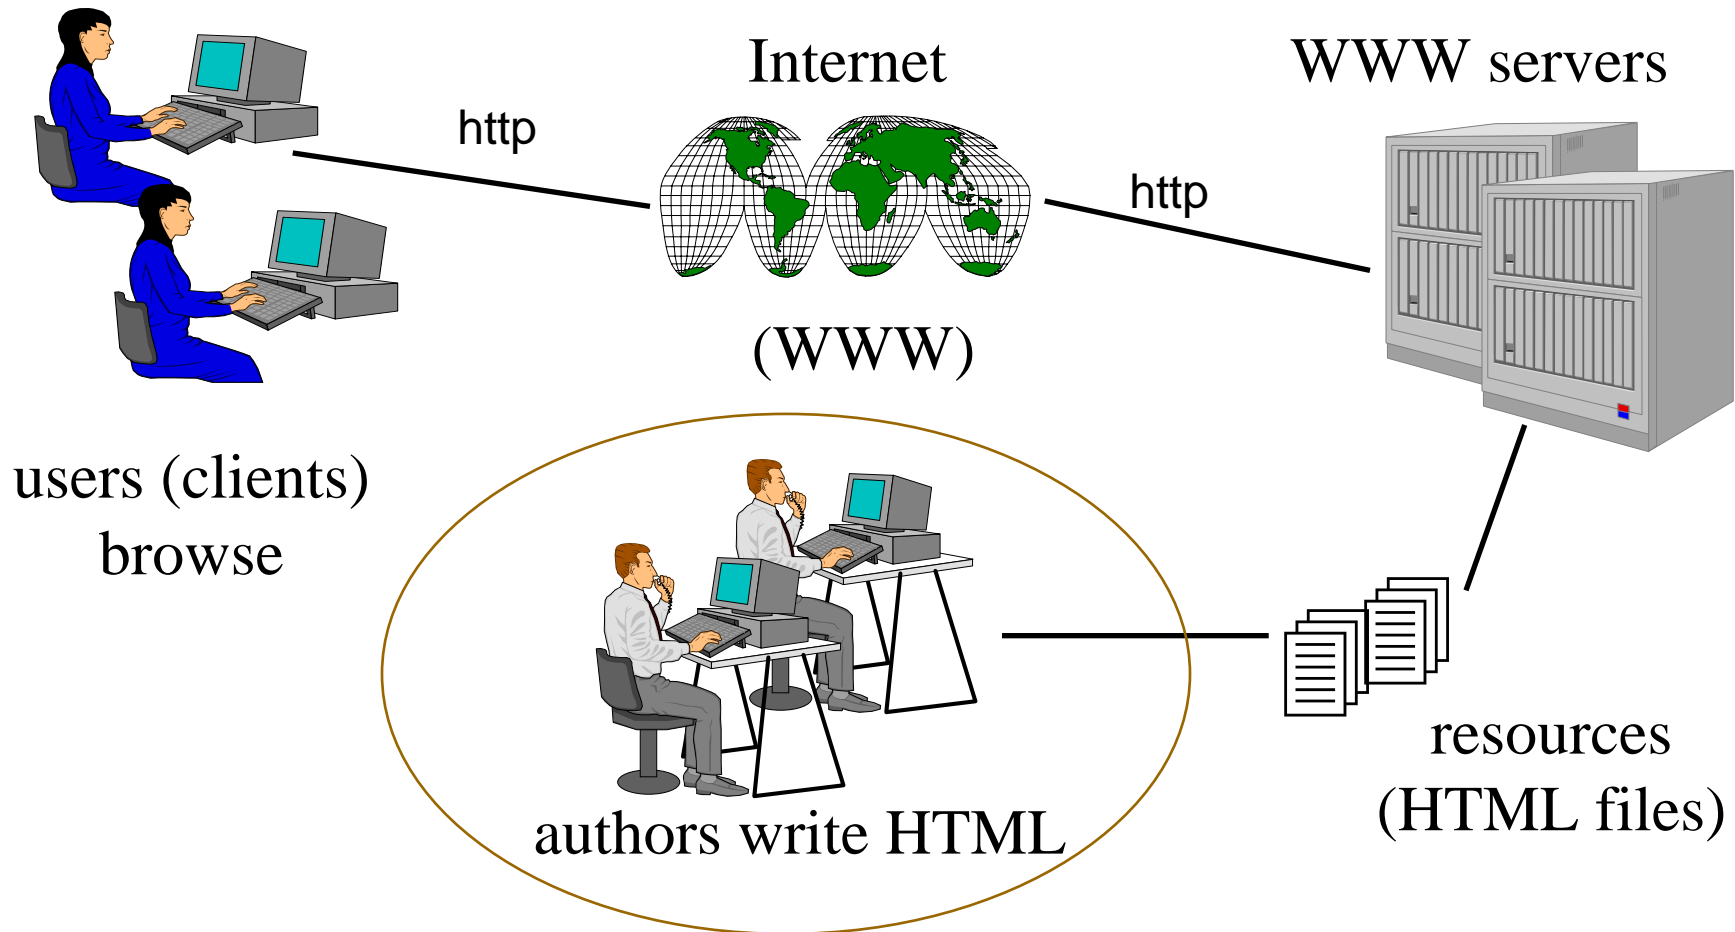 Internet
WWW servers
http
http
(WWW)
users (clients)
browse
resources
(HTML files)
authors write HTML